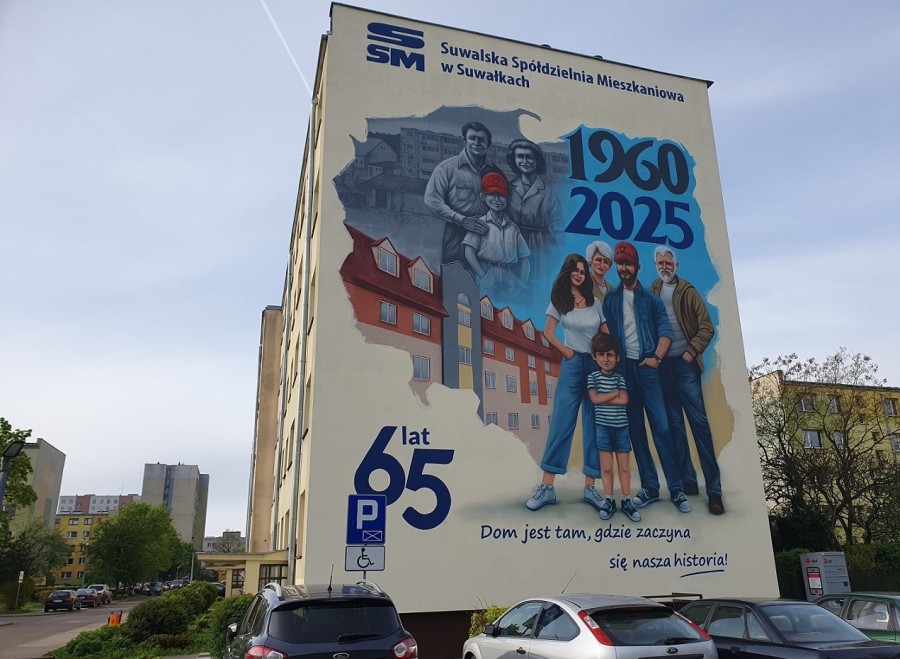 SSM
Suwalska Spółdzielnia Mieszkaniowa
w Suwałkach
1960
2025
65 lat
P
Dom jest tam, gdzie zaczyna
się nasza historia!